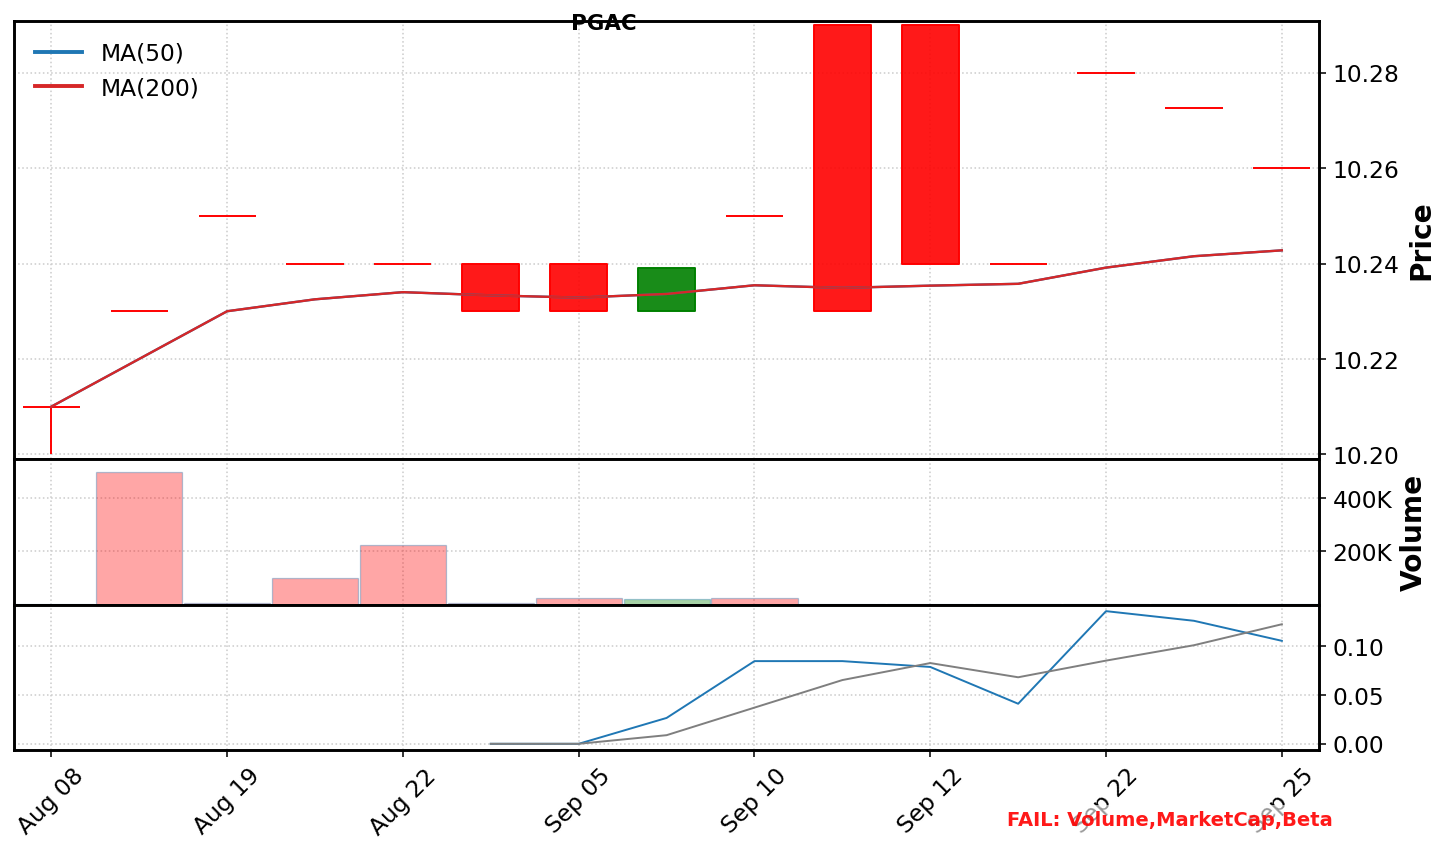 PGAC
MA(50)
MA(200)
10.28
10.26
10.24
10.22
10.20
Price
400K
200K
Volume
0.10
0.05
0.00
Aug 08
Aug 19
Aug 22
Sep 05
Sep 10
Sep 12
Sep 22
Sep 25
FAIL: Volume,MarketCap,Beta